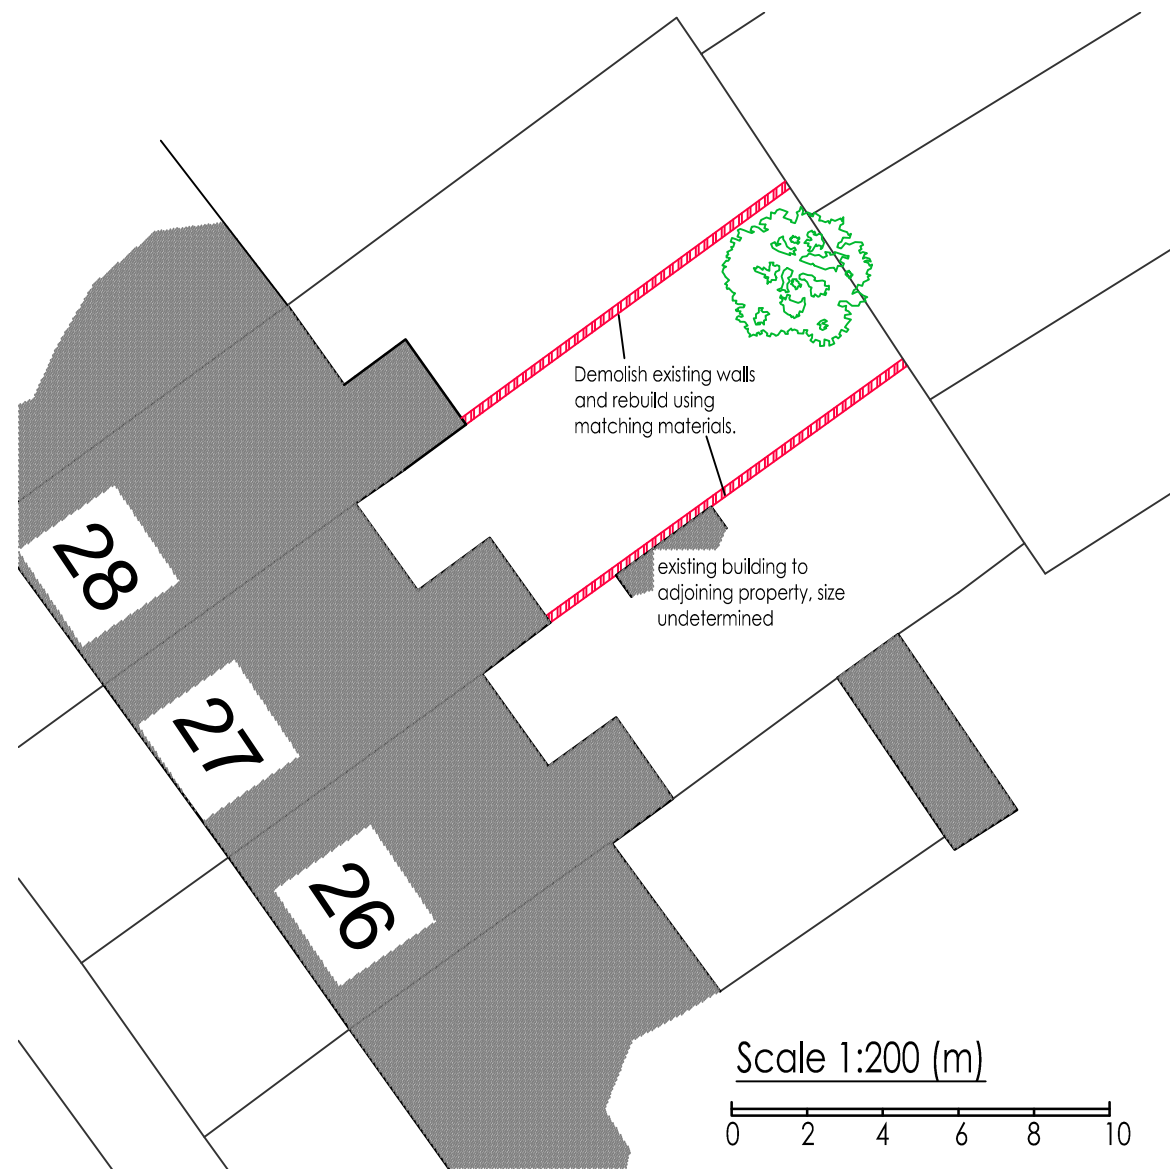 Demolish existing walls
and rebuild using
matching materials.
28
existing building to
adjoining property, size
undetermined
27
26
Scale 1:200 (m)
0 2 4 6 8 10